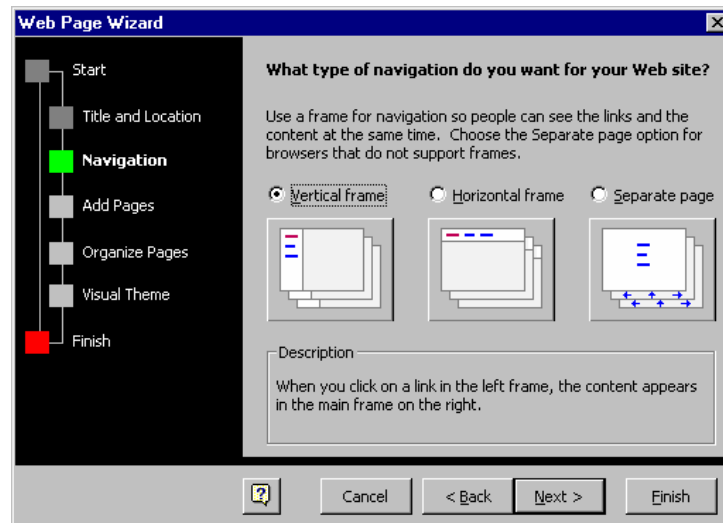 Web Page Wizard
Start
Title and Location
Navigation
Add Pages
Organize Pages
Visual Theme
Finish
What type of navigation do you want for your Web site?
Use a frame for navigation so people can see the links and the
content at the same time. Choose the Separate page option for
browsers that do not support frames.
Vertical frame Horizontal frame Separate page
Description
When you click on a link in the left frame, the content appears
in the main frame on the right.
? Cancel < Back Next > Finish